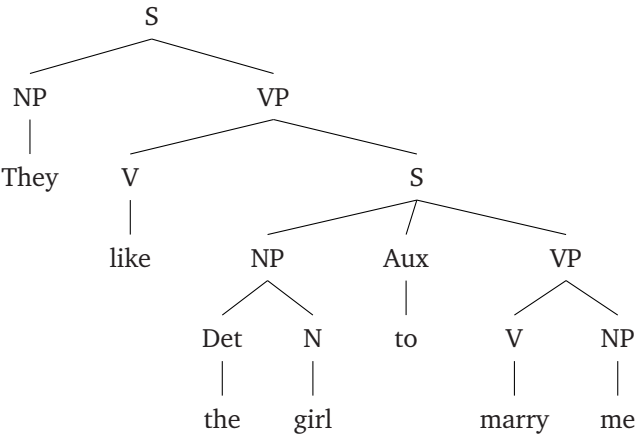 S
NP VP
They V S
like NP Aux VP
Det N to V NP
the girl marry me